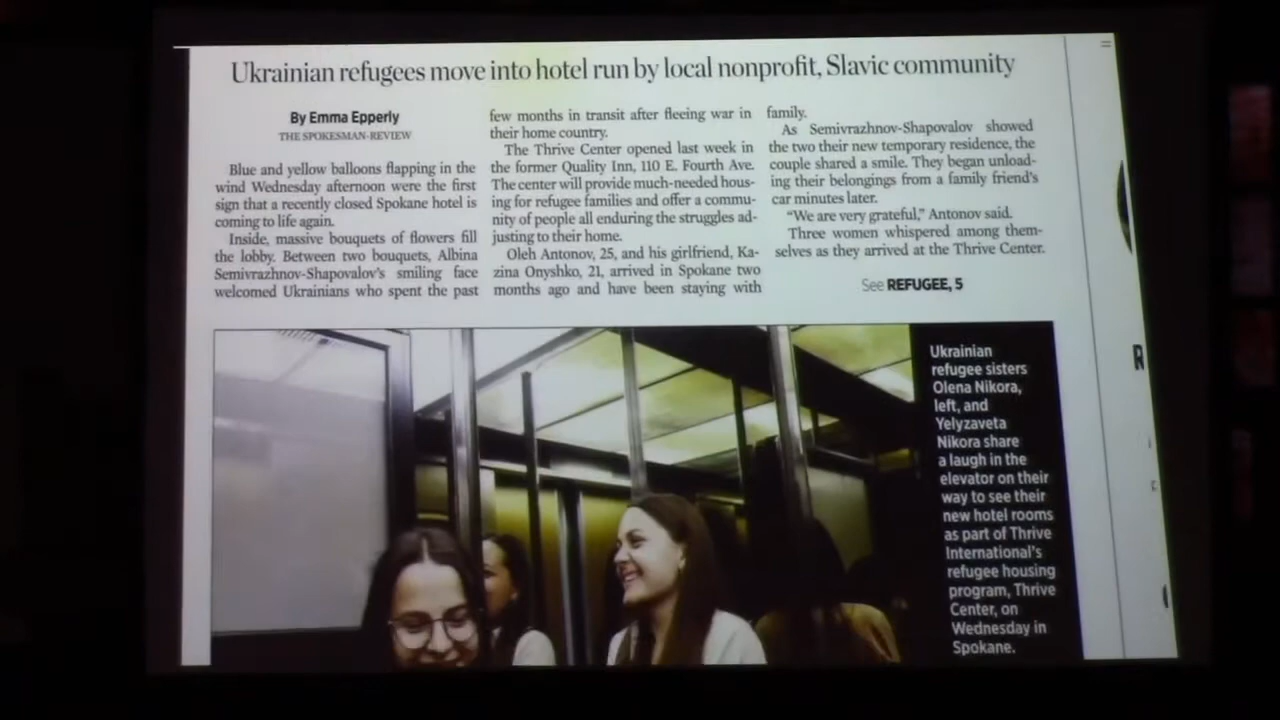 Ukrainian refugees move into hotel run by local nonprofit, Slavic community
By Emma Epperly
THE SPOKESMAN-REVIEW
Blue and yellow balloons flapping in the
wind Wednesday afternoon were the first
sign that a recently closed Spokane hotel is
coming to life again.
Inside, massive bouquets of flowers fill
the lobby. Between two bouquets, Albina
Semivrazhnov-Shapovalov's smiling face
welcomed Ukrainians who spent the past
few months in transit after fleeing war in
their home country.
The Thrive Center opened last week in
the former Quality Inn, 110 E. Fourth Ave.
The center will provide much-needed hous-
ing for refugee families and offer a commu-
nity of people all enduring the struggles ad-
justing to their home.
Oleh Antonov, 25, and his girlfriend, Ka-
zina Onyshko, 21, arrived in Spokane two
months ago and have been staying with
family.
As Semivrazhnov-Shapovalov showed
the two their new temporary residence, the
couple shared a smile. They began unload-
ing their belongings from a family friend's
car minutes later.
“We are very grateful,” Antonov said.
Three women whispered among them-
selves as they arrived at the Thrive Center.
See REFUGEE, 5
Ukrainian
refugee sisters
Olena Nikora,
left, and
Yelyzaveta
Nikora share
a laugh in the
elevator on their
way to see their
new hotel rooms
as part of Thrive
International's
refugee housing
program, Thrive
Center, on
Wednesday in
Spokane.
R